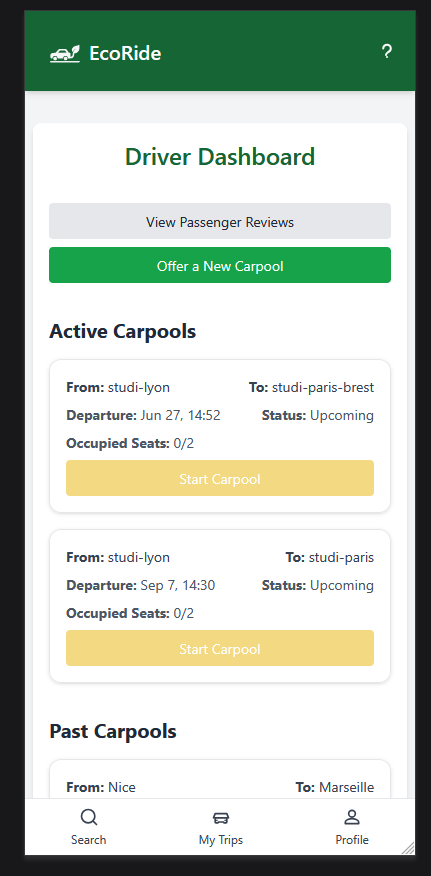 EcoRide
?
Driver Dashboard
View Passenger Reviews
Offer a New Carpool
Active Carpools
From: studi-lyon To: studi-paris-brest
Departure: Jun 27, 14:52 Status: Upcoming
Occupied Seats: 0/2
Start Carpool
From: studi-lyon To: studi-paris
Departure: Sep 7, 14:30 Status: Upcoming
Occupied Seats: 0/2
Start Carpool
Past Carpools
From: Nice To: Marseille
Search My Trips Profile